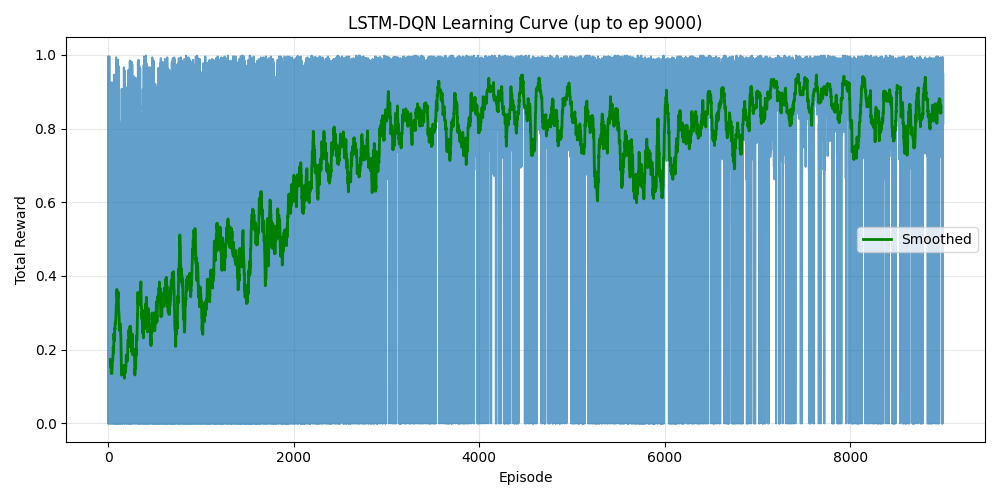 LSTM-DQN Learning Curve (up to ep 9000)
1.0
0.8
0.6
0.4
0.2
0.0
Total Reward
Smoothed
0 2000 4000 6000 8000
Episode